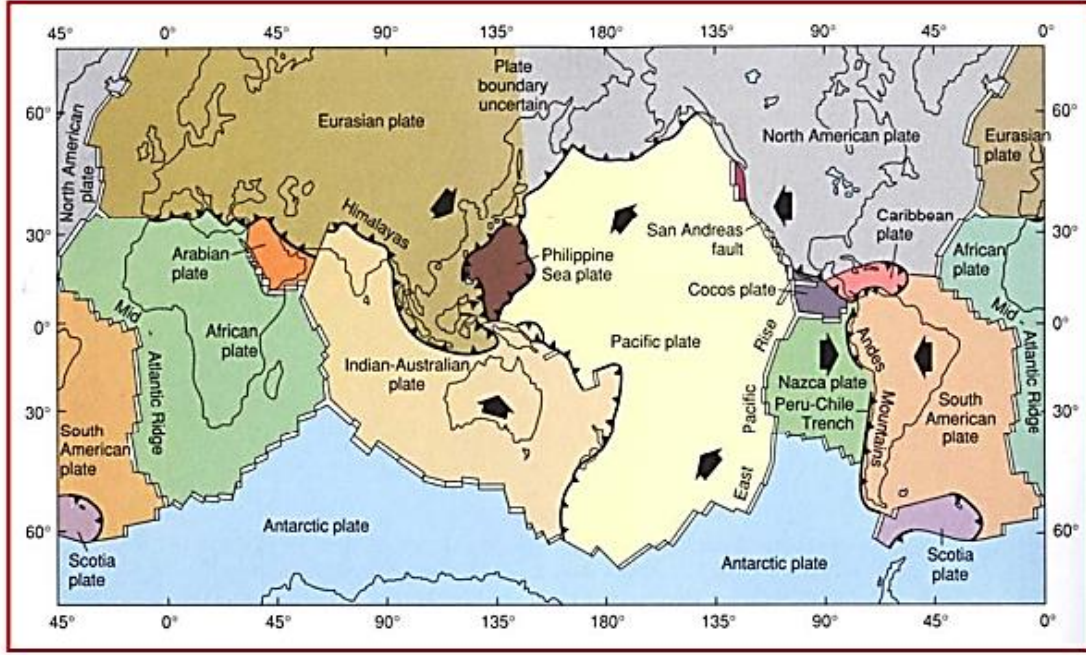 45°
0°
45°
90°
135°
180°
135°
90°
45°
0°
Plate
boundary
uncertain
60°
60°
Eurasian plate
North American plate
Eurasian
plate
North American
plate
Himalayas
San Andreas
fault
Caribbean
plate
30°
30°
Arabian
plate
Philippine
Sea plate
African
plate
Cocos plate
Mid
Atlantic Ridge
African
plate
0°
0°
Mid
Atlantic Ridge
Indian-Australian
plate
Pacific plate
East
Pacific
Rise
Nazca plate
Andes
Mountains
Peru-Chile
Trench
South
American
plate
30°
30°
South
American
plate
Antarctic plate
Antarctic plate
60°
60°
Scotia
plate
Scotia
plate
45°
0°
45°
90°
135°
180°
135°
90°
45°
0°